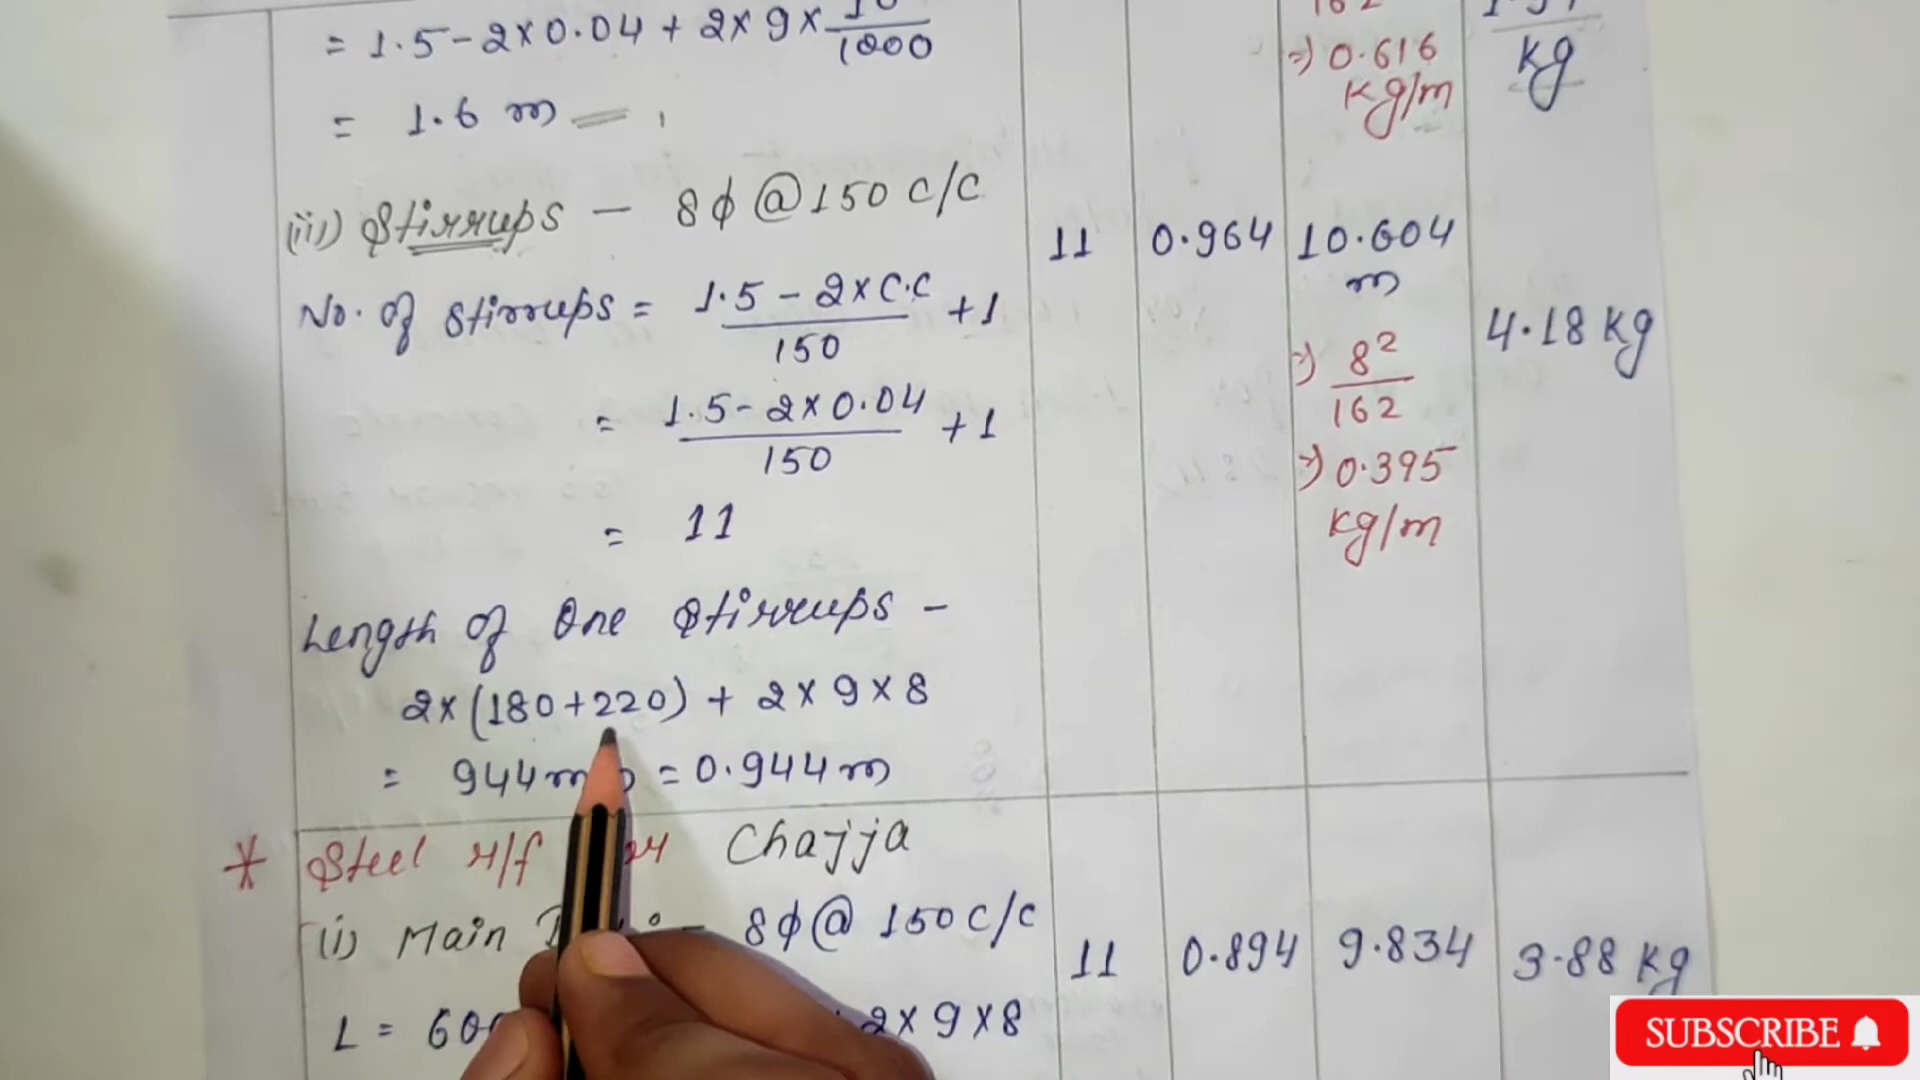 = 1.5 - 2×0.04 + 2×9×10/1000
= 1.6 m
(iii) Stirrups - 8ϕ@150 C/C
No. of Stirrups = (1.5 - 2×C.C)/150 + 1
= (1.5 - 2×0.04)/150 + 1
= 11
Length of One Stirrups -
2×(180+220) + 2×9×8
= 944 = 0.944m
* Steel r/f Chajja
(i) Main 8ϕ@ 150 C/C
L = 2×9×8
11
0.964
10.604
m
⇒ 8²/162
⇒ 0.395
kg/m
4.18 kg
162
⇒ 0.616
kg/m
kg
11 0.894 9.834 3.88 kg
SUBSCRIBE